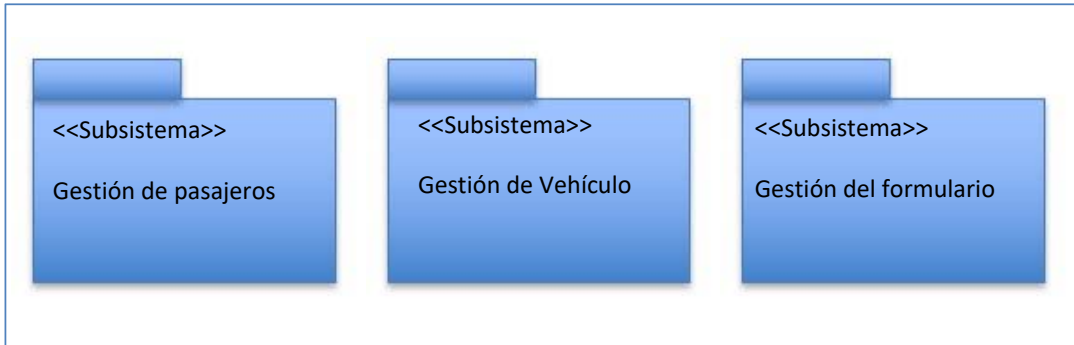 <<Subsistema>>
Gestión de pasajeros
<<Subsistema>>
Gestión de Vehículo
<<Subsistema>>
Gestión del formulario